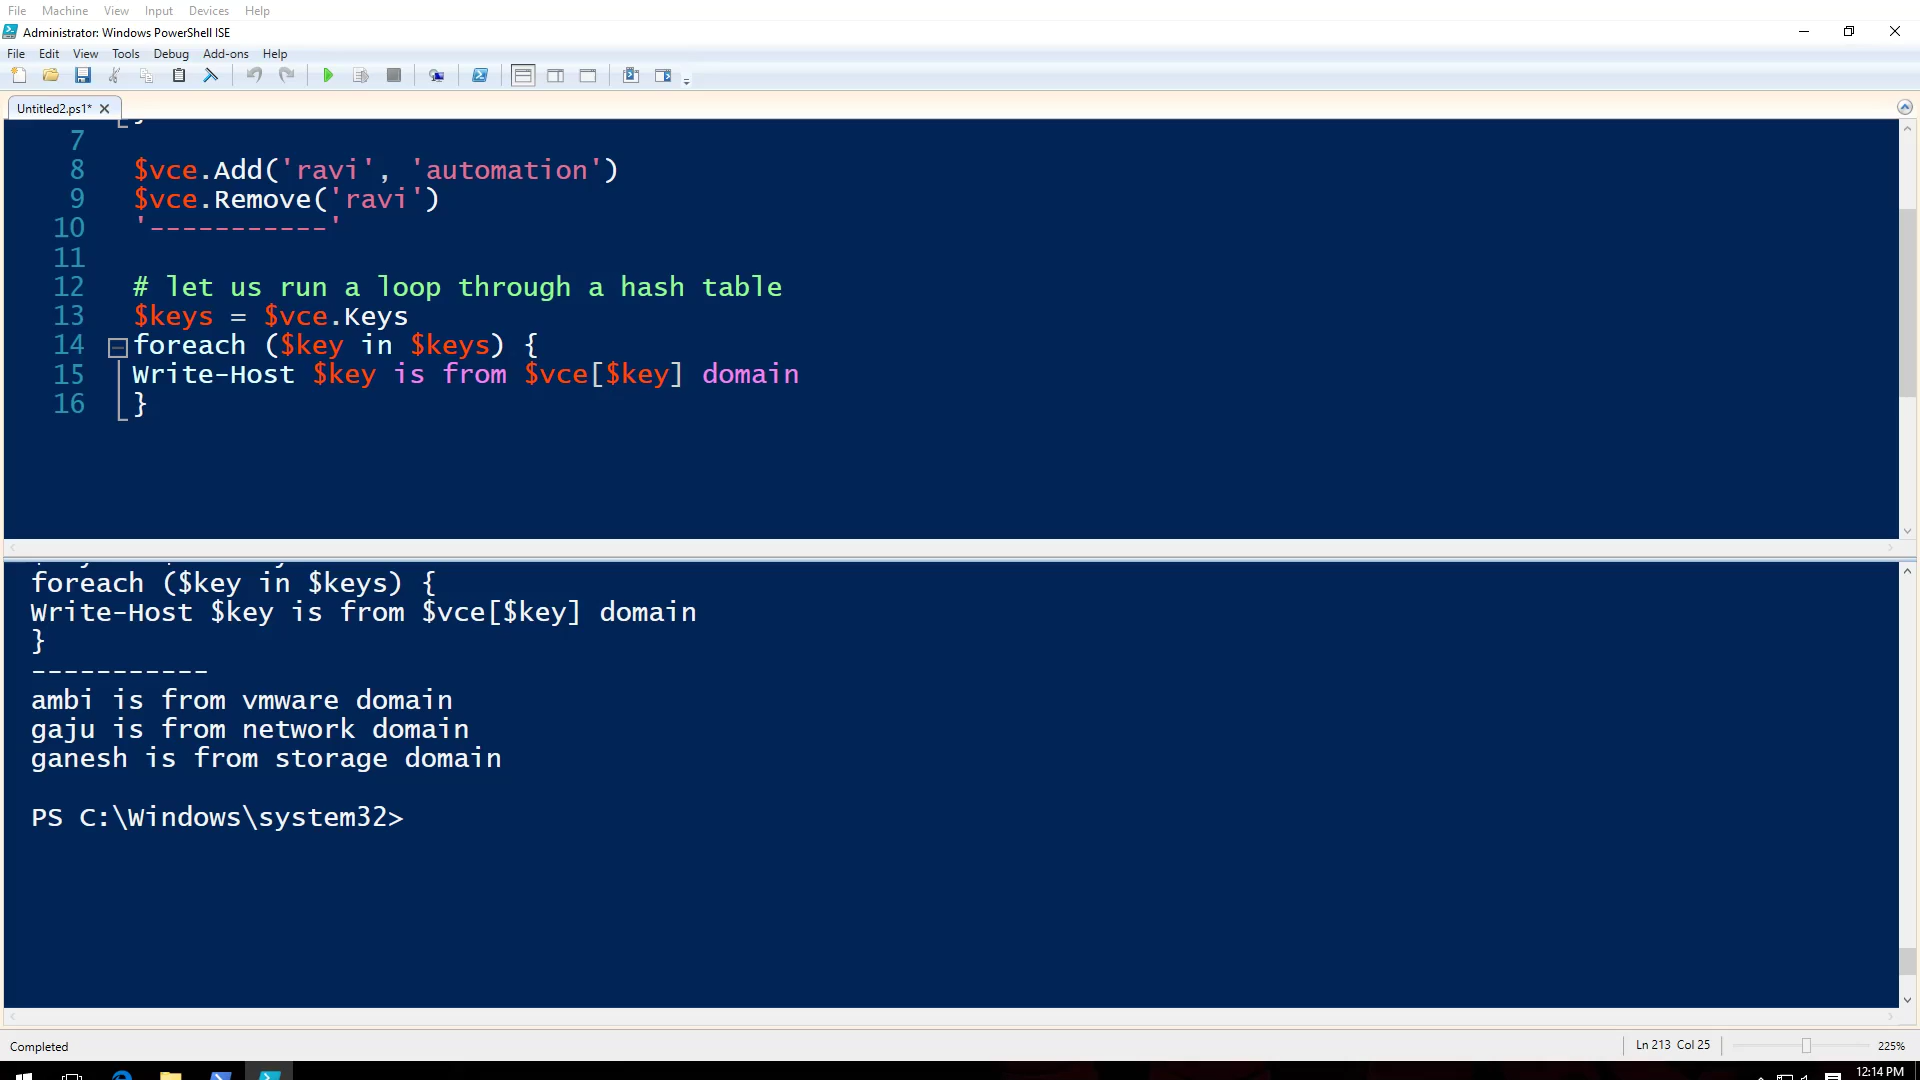 File Machine View Input Devices Help
Administrator: Windows PowerShell ISE
File Edit View Tools Debug Add-ons Help
Untitled2.ps1* X
7
8 $vce.Add('ravi', 'automation')
9 $vce.Remove('ravi')
10 '-----------'
11
12 # let us run a loop through a hash table
13 $keys = $vce.Keys
14 foreach ($key in $keys) {
15 Write-Host $key is from $vce[$key] domain
16 }
foreach ($key in $keys) {
Write-Host $key is from $vce[$key] domain
}
-----------
ambi is from vmware domain
gaju is from network domain
ganesh is from storage domain
PS C:\Windows\system32>
Completed
Ln 213 Col 25
225%
12:14 PM